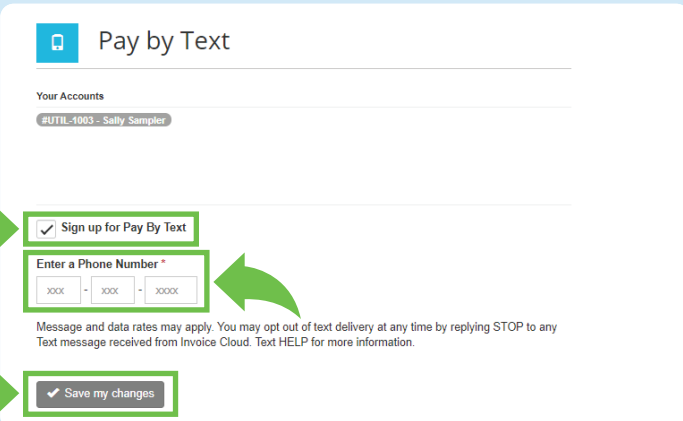 Pay by Text
Your Accounts
#UTIL-1003 - Sally Sampler
Sign up for Pay By Text
Enter a Phone Number *
xxx - xxx - xxxx
Message and data rates may apply. You may opt out of text delivery at any time by replying STOP to any
Text message received from Invoice Cloud. Text HELP for more information.
Save my changes